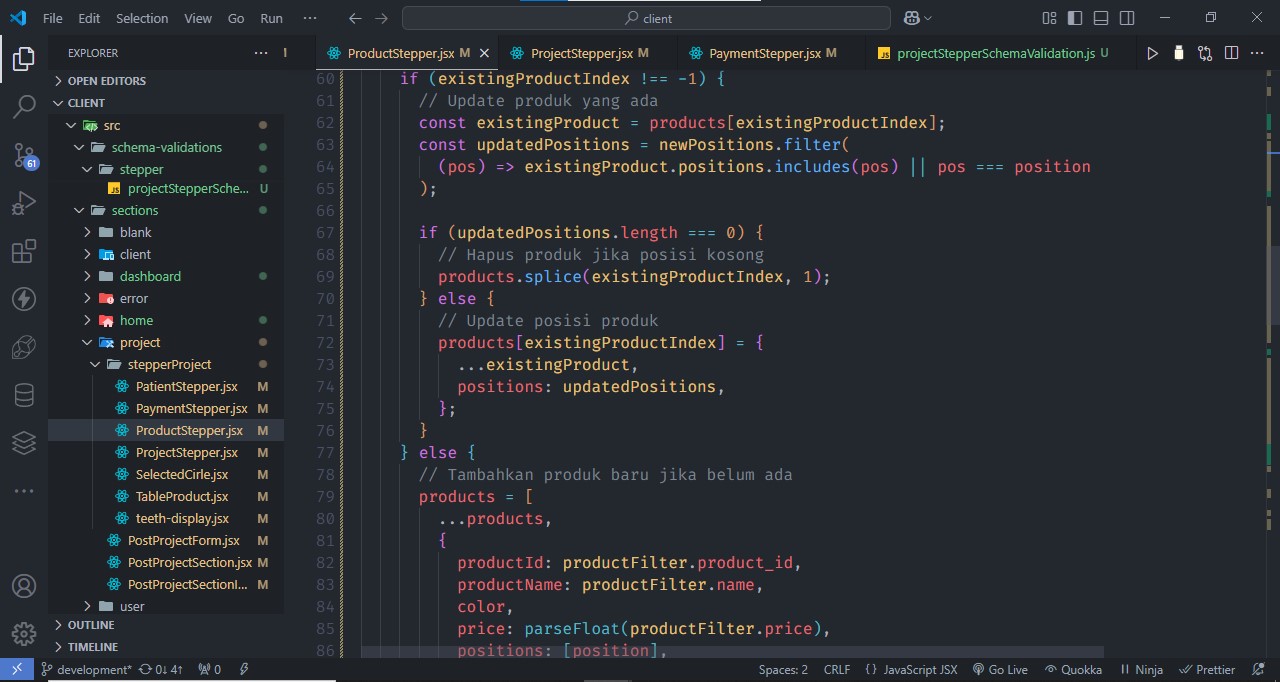 File Edit Selection View Go Run ··· client
EXPLORER ··· 1
ProductStepper.jsx M
ProjectStepper.jsx M
PaymentStepper.jsx M
JS projectStepperSchemaValidation.js U
OPEN EDITORS
CLIENT
src
schema-validations
stepper
JS projectStepperSche... U
sections
blank
client
dashboard
error
home
project
stepperProject
PatientStepper.jsx M
PaymentStepper.jsx M
ProductStepper.jsx M
ProjectStepper.jsx M
SelectedCirle.jsx M
TableProduct.jsx M
teeth-display.jsx M
PostProjectForm.jsx M
PostProjectSection.jsx M
PostProjectSectionI... M
user
OUTLINE
TIMELINE
61
60 if (existingProductIndex !== -1) {
61 // Update produk yang ada
62 const existingProduct = products[existingProductIndex];
63 const updatedPositions = newPositions.filter(
64 (pos) => existingProduct.positions.includes(pos) || pos === position
65 );
66
67 if (updatedPositions.length === 0) {
68 // Hapus produk jika posisi kosong
69 products.splice(existingProductIndex, 1);
70 } else {
71 // Update posisi produk
72 products[existingProductIndex] = {
73 ...existingProduct,
74 positions: updatedPositions,
75 };
76 }
77 } else {
78 // Tambahkan produk baru jika belum ada
79 products = [
80 ...products,
81 {
82 productId: productFilter.product_id,
83 productName: productFilter.name,
84 color,
85 price: parseFloat(productFilter.price),
86 positions: [position],
development* 0↓ 4↑ 0 Spaces: 2 CRLF {} JavaScript JSX Go Live Quokka Ninja Prettier